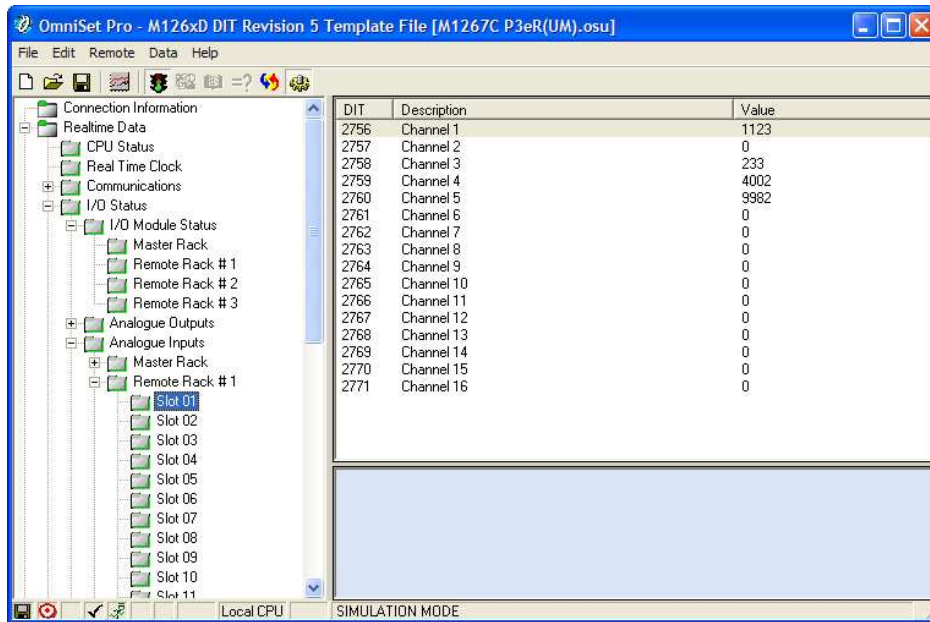 OmniSet Pro - M126xD DIT Revision 5 Template File [M1267C P3eR(UM).osu]
File Edit Remote Data Help
Connection Information
Realtime Data
CPU Status
Real Time Clock
Communications
I/O Status
I/O Module Status
Master Rack
Remote Rack # 1
Remote Rack # 2
Remote Rack # 3
Analogue Outputs
Analogue Inputs
Master Rack
Remote Rack # 1
Slot 01
Slot 02
Slot 03
Slot 04
Slot 05
Slot 06
Slot 07
Slot 08
Slot 09
Slot 10
Slot 11
DIT Description Value
2756 Channel 1 1123
2757 Channel 2 0
2758 Channel 3 233
2759 Channel 4 4002
2760 Channel 5 9982
2761 Channel 6 0
2762 Channel 7 0
2763 Channel 8 0
2764 Channel 9 0
2765 Channel 10 0
2766 Channel 11 0
2767 Channel 12 0
2768 Channel 13 0
2769 Channel 14 0
2770 Channel 15 0
2771 Channel 16 0
Local CPU SIMULATION MODE